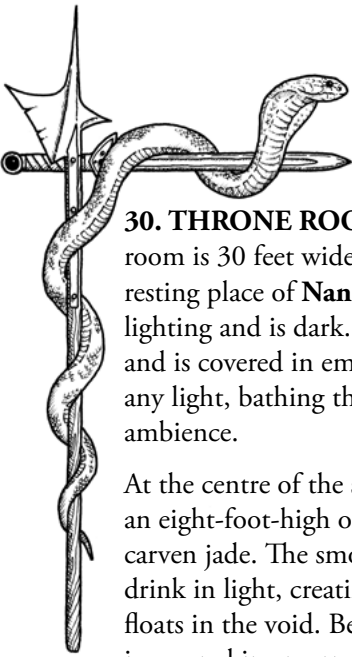 30. THRONE ROO
room is 30 feet wide
resting place of Nan
lighting and is dark.
and is covered in em
any light, bathing th
ambience.
At the centre of the s
an eight-foot-high o
carven jade. The smo
drink in light, creati
floats in the void. Be